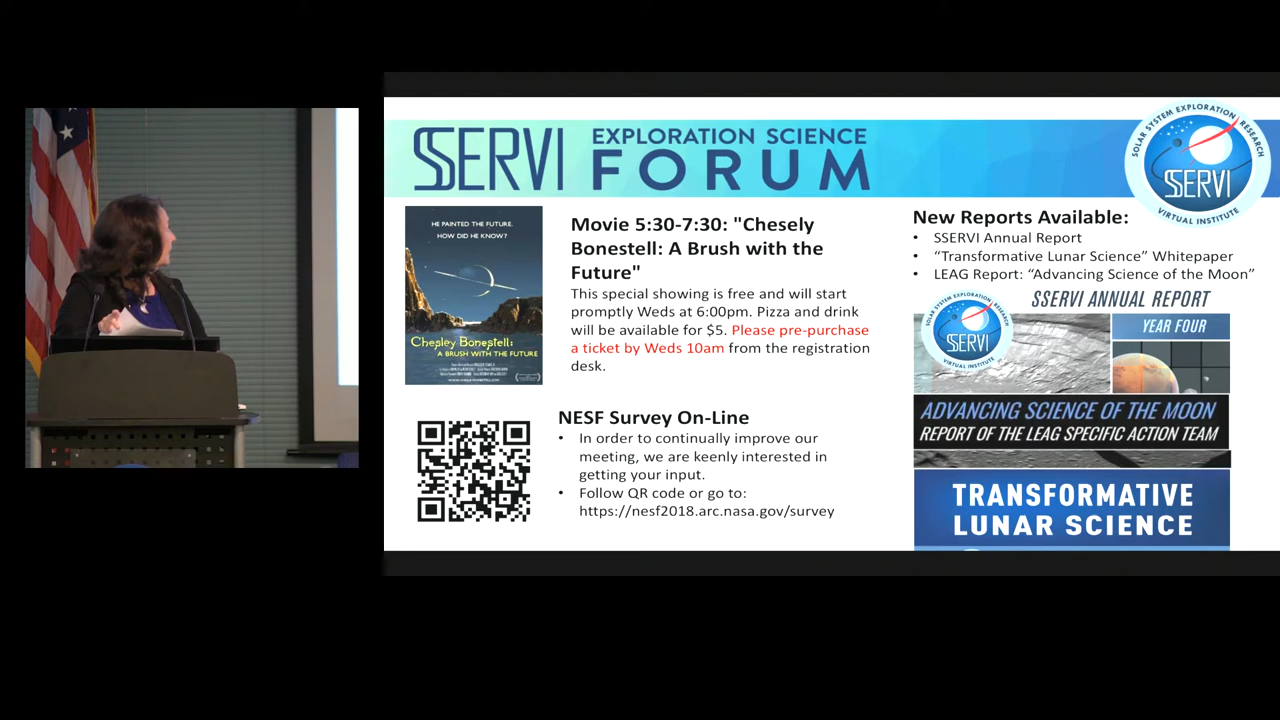 SSERVI EXPLORATION SCIENCE
FORUM
SOLAR SYSTEM EXPLORATION RESEARCH
SSERVI
VIRTUAL INSTITUTE
HE PAINTED THE FUTURE.
HOW DID HE KNOW?
Chesley Bonestell:
A BRUSH WITH THE FUTURE
Movie 5:30-7:30: "Chesely
Bonestell: A Brush with the
Future"
This special showing is free and will start
promptly Weds at 6:00pm. Pizza and drink
will be available for $5. Please pre-purchase
a ticket by Weds 10am from the registration
desk.
NESF Survey On-Line
• In order to continually improve our
meeting, we are keenly interested in
getting your input.
• Follow QR code or go to:
https://nesf2018.arc.nasa.gov/survey
New Reports Available:
• SSERVI Annual Report
• “Transformative Lunar Science” Whitepaper
• LEAG Report: “Advancing Science of the Moon”
SSERVI ANNUAL REPORT
SOLAR SYSTEM EXPLORATION RESEARCH
SSERVI
VIRTUAL INSTITUTE
YEAR FOUR
ADVANCING SCIENCE OF THE MOON
REPORT OF THE LEAG SPECIFIC ACTION TEAM
TRANSFORMATIVE
LUNAR SCIENCE